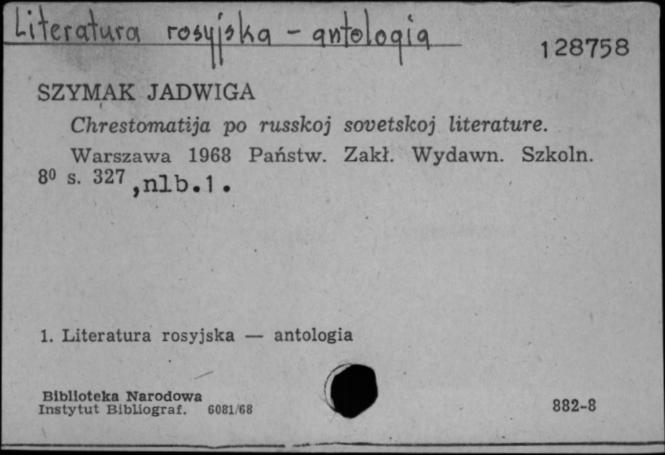 Literatura rosyjska - antologia
128758
SZYMAK JADWIGA
Chrestomatija po russkoj sovetskoj literature.
Warszawa 1968 Państw. Zakł. Wydawn. Szkoln.
8⁰ s. 327 ,nlb.1.
1. Literatura rosyjska — antologia
Biblioteka Narodowa
Instytut Bibliograf. 6081/68
882-8